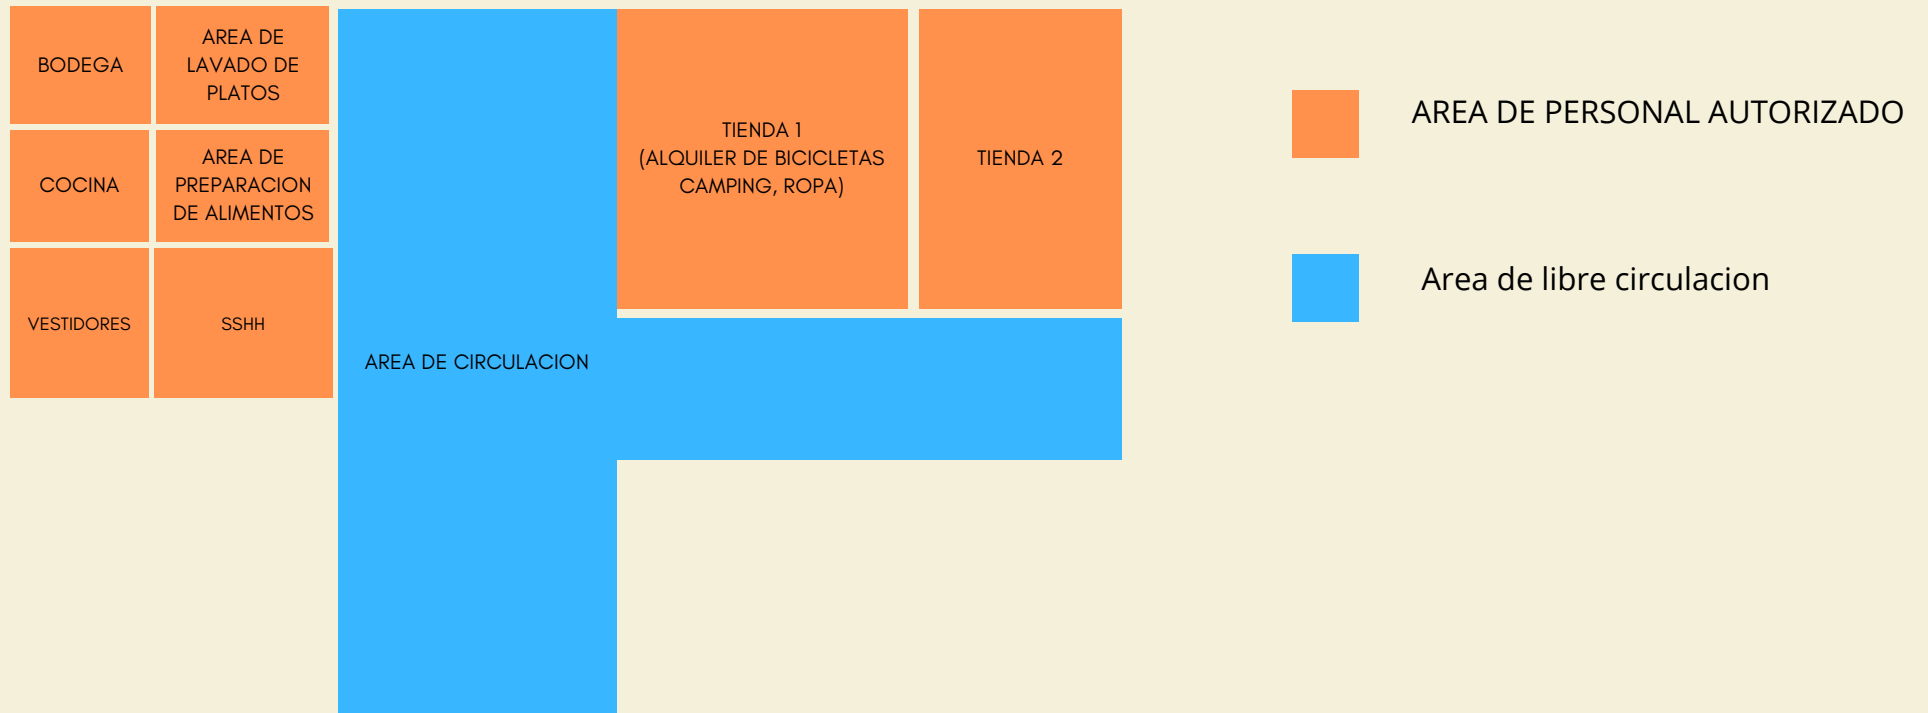 BODEGA
AREA DE
LAVADO DE
PLATOS
COCINA
AREA DE
PREPARACION
DE ALIMENTOS
VESTIDORES
SSHH
AREA DE CIRCULACION
TIENDA 1
(ALQUILER DE BICICLETAS
CAMPING, ROPA)
TIENDA 2
AREA DE PERSONAL AUTORIZADO
Area de libre circulacion